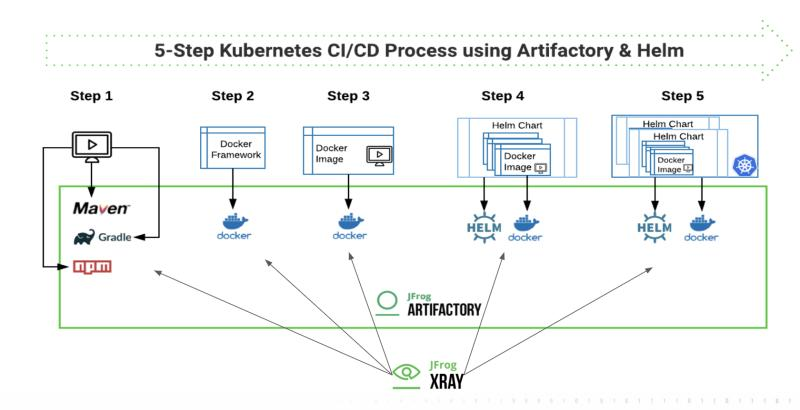 5-Step Kubernetes CI/CD Process using Artifactory & Helm
Step 1
Step 2
Step 3
Step 4
Step 5
Docker
Framework
Docker
Image
Helm Chart
Docker
Image
Helm Chart
Helm Chart
Docker
Image
Maven™
Gradle
npm
docker
docker
HELM
docker
HELM
docker
JFrog
ARTIFACTORY
JFrog
XRAY